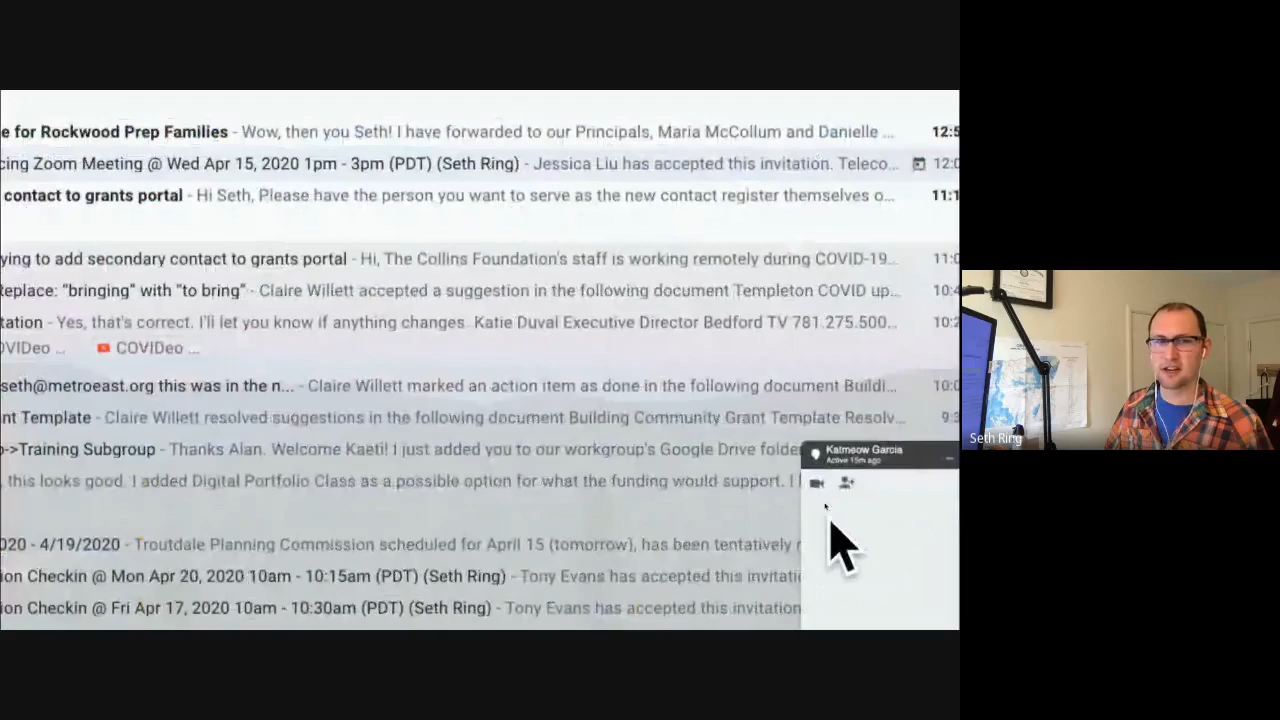 e for Rockwood Prep Families - Wow, then you Seth! I have forwarded to our Principals, Maria McCollum and Danielle ... 12:5
cing Zoom Meeting @ Wed Apr 15, 2020 1pm - 3pm (PDT) (Seth Ring) - Jessica Liu has accepted this invitation. Teleco... 12:0
contact to grants portal - Hi Seth, Please have the person you want to serve as the new contact register themselves o... 11:1
ying to add secondary contact to grants portal - Hi, The Collins Foundation's staff is working remotely during COVID-19... 11:0
Replace: "bringing" with "to bring" - Claire Willett accepted a suggestion in the following document Templeton COVID up... 10:4
tation - Yes, that's correct. I'll let you know if anything changes. Katie Duval Executive Director Bedford TV 781.275.500... 10:2
OVIDeo ... COVIDeo ...
seth@metroeast.org this was in the n... - Claire Willett marked an action item as done in the following document Buildi... 10:0
nt Template - Claire Willett resolved suggestions in the following document Building Community Grant Template Resolv... 9:3
->Training Subgroup - Thanks Alan. Welcome Kaeti! I just added you to our workgroup's Google Drive folde
, this looks good. I added Digital Portfolio Class as a possible option for what the funding would support. I
020 - 4/19/2020 - Troutdale Planning Commission scheduled for April 15 (tomorrow), has been tentatively
ion Checkin @ Mon Apr 20, 2020 10am - 10:15am (PDT) (Seth Ring) - Tony Evans has accepted this invitati
ion Checkin @ Fri Apr 17, 2020 10am - 10:30am (PDT) (Seth Ring) - Tony Evans has accepted this invitation
Katmeow Garcia
Active 15m ago
Seth Ring